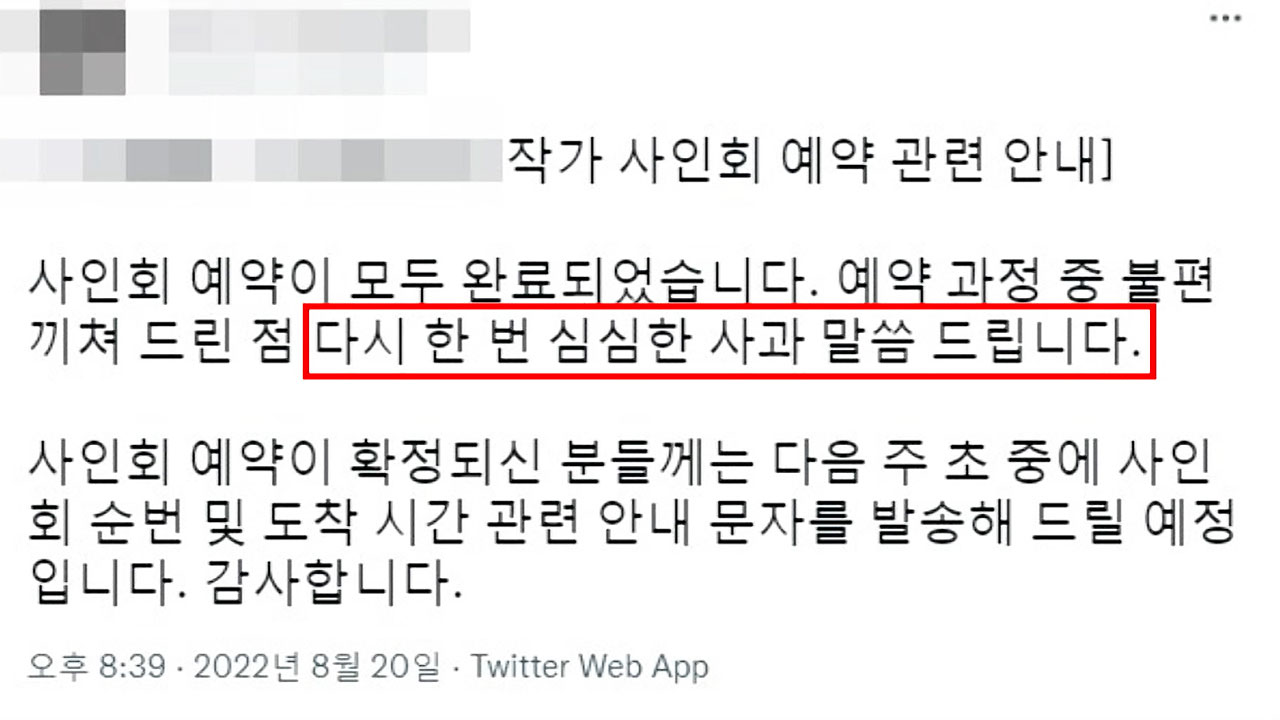 작가 사인회 예약 관련 안내]
사인회 예약이 모두 완료되었습니다. 예약 과정 중 불편
끼쳐 드린 점 다시 한 번 심심한 사과 말씀 드립니다.
사인회 예약이 확정되신 분들께는 다음 주 초 중에 사인
회 순번 및 도착 시간 관련 안내 문자를 발송해 드릴 예정
입니다. 감사합니다.
오후 8:39 · 2022년 8월 20일 · Twitter Web App